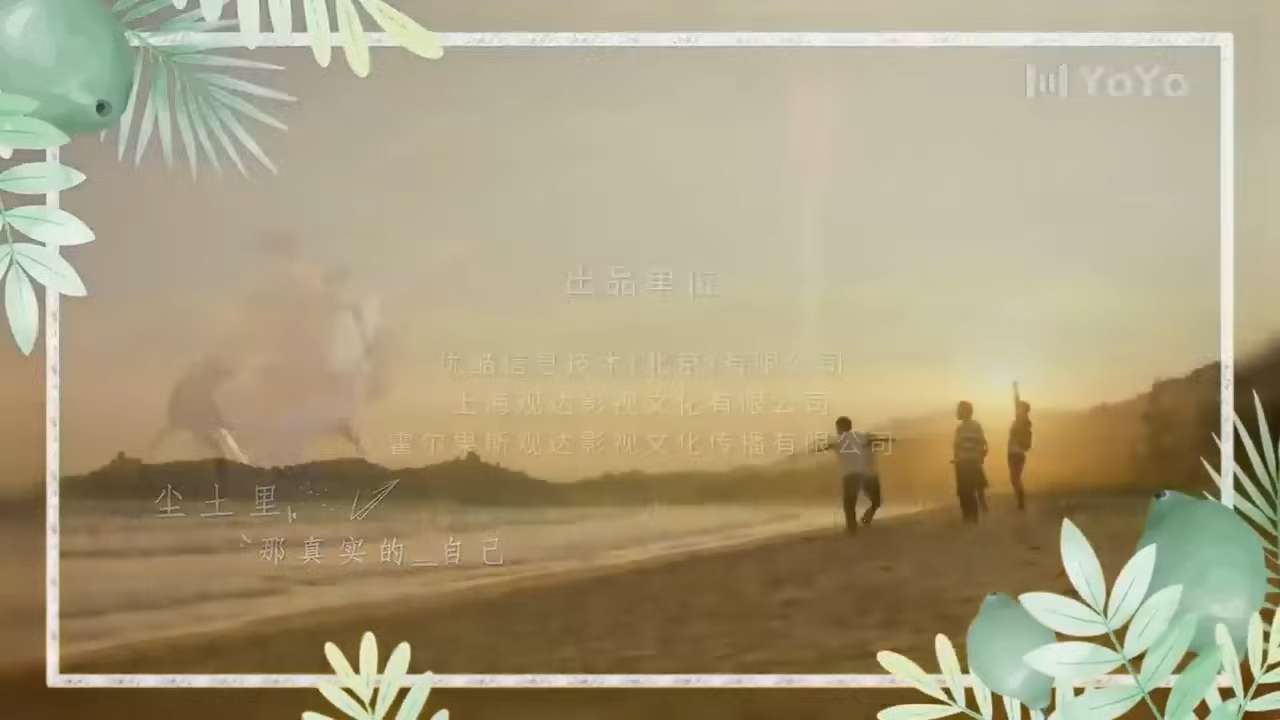 YoYo
出品单位
优酷信息技术(北京)有限公司
上海观达影视文化有限公司
霍尔果斯观达影视文化传播有限公司
尘土里
那真实的 自己